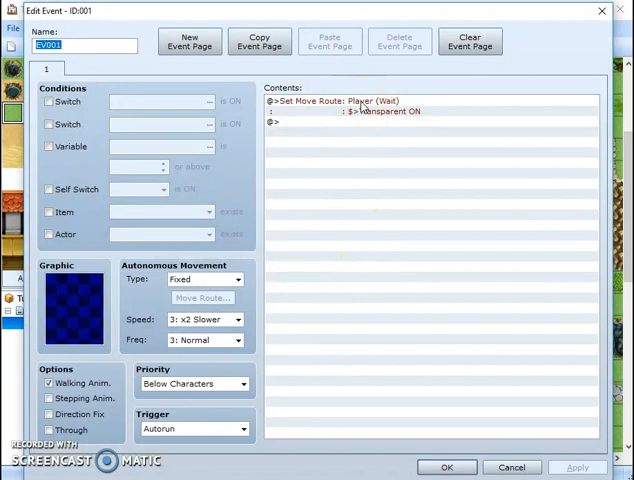 Edit Event - ID:001
File
Name:
EV001
New
Event Page
Copy
Event Page
Paste
Event Page
Delete
Event Page
Clear
Event Page
1
Conditions
Switch ... is ON
Switch ... is ON
Variable ... is
or above
Self Switch is ON
Item exists
Actor exists
Graphic
Autonomous Movement
Type: Fixed
Move Route...
Speed: 3: x2 Slower
Freq: 3: Normal
Options
Walking Anim.
Stepping Anim.
Direction Fix
Through
Priority
Below Characters
Trigger
Autorun
Contents:
@>Set Move Route: Player (Wait)
: : $>Transparent ON
@>
RECORDED WITH
SCREENCAST MATIC
OK
Cancel
Apply